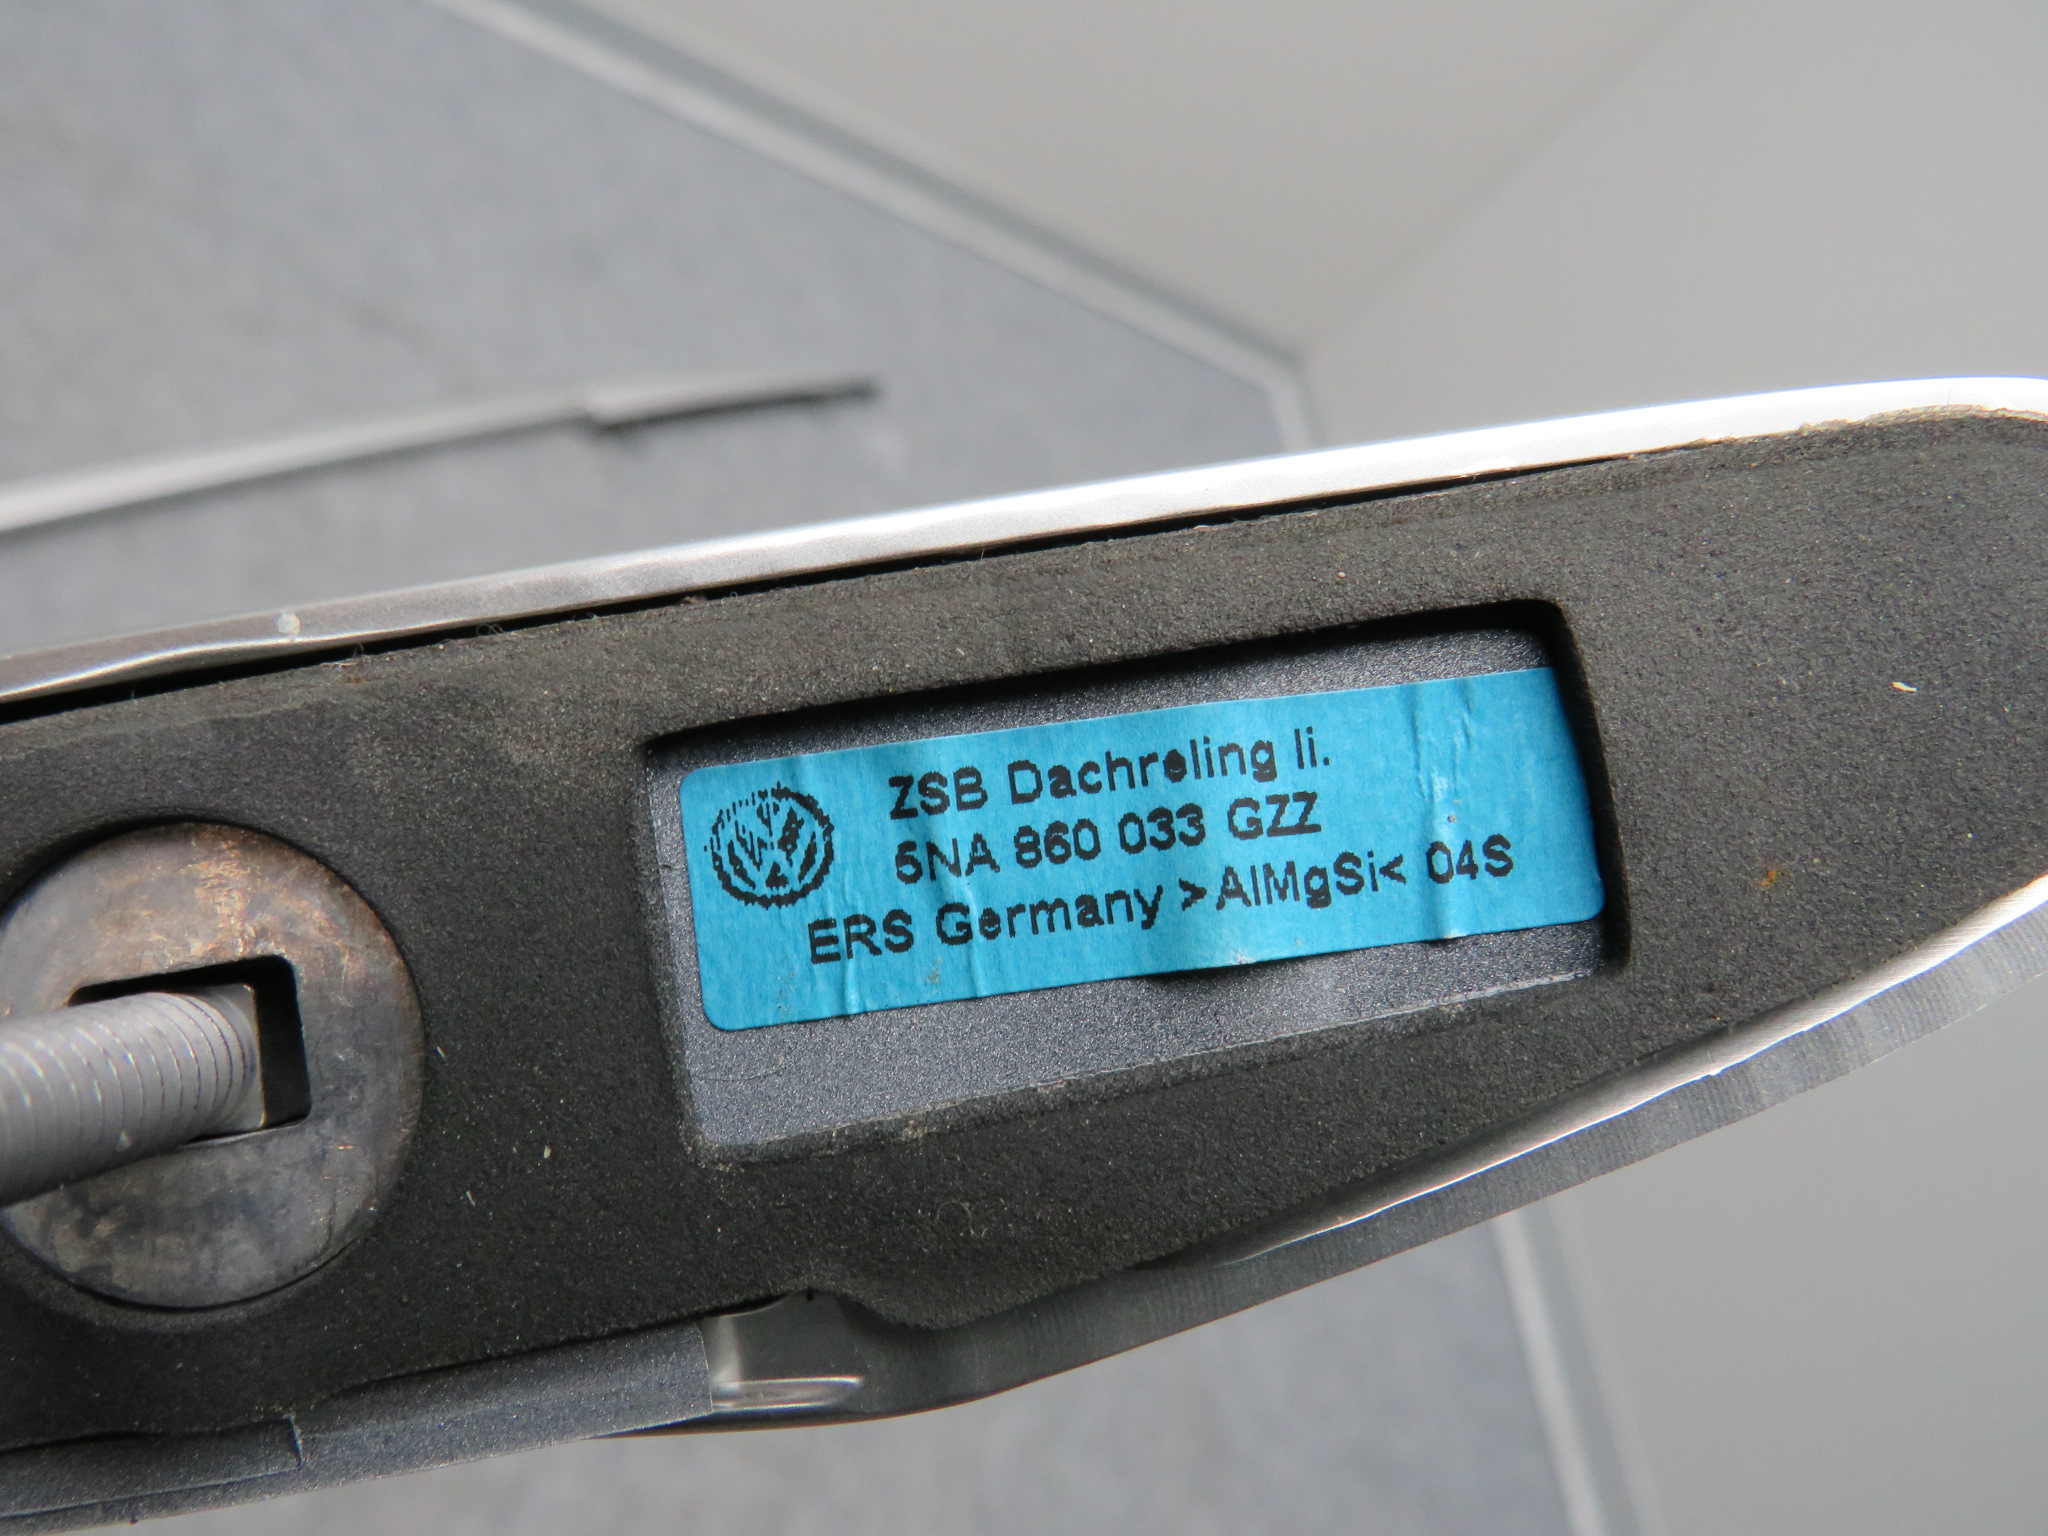 ZSB Dachreling li.
5NA 860 033 GZZ
ERS Germany >AlMgSi< 04S